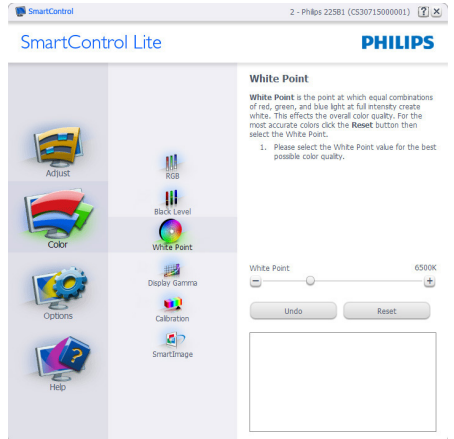 SmartControl
2 - Philips 225B1 (CS30715000001)
?
SmartControl Lite
PHILIPS
Adjust
Color
Options
Help
RGB
Black Level
White Point
Display Gamma
Calibration
SmartImage
White Point
White Point is the point at which equal combinations
of red, green, and blue light at full intensity create
white. This effects the overall color quality. For the
most accurate colors click the Reset button then
select the White Point.
1. Please select the White Point value for the best
possible color quality.
White Point
6500K
Undo
Reset